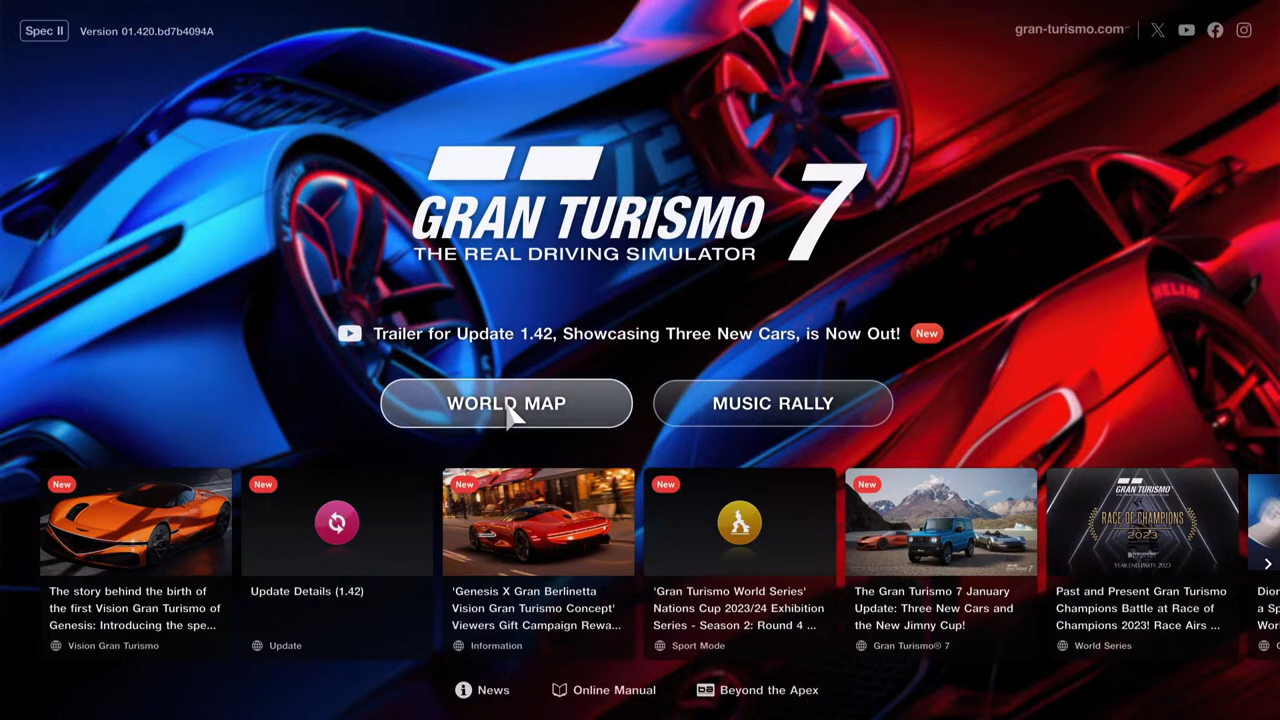 Spec II
Version 01.420.bd7b4094A
gran-turismo.com
GRAN TURISMO 7
THE REAL DRIVING SIMULATOR
Trailer for Update 1.42, Showcasing Three New Cars, is Now Out! New
WORLD MAP
MUSIC RALLY
New
The story behind the birth of
the first Vision Gran Turismo of
Genesis: Introducing the spe...
Vision Gran Turismo
New
Update Details (1.42)
Update
New
'Genesis X Gran Berlinetta
Vision Gran Turismo Concept'
Viewers Gift Campaign Rewa...
Information
New
'Gran Turismo World Series'
Nations Cup 2023/24 Exhibition
Series - Season 2: Round 4 ...
Sport Mode
New
The Gran Turismo 7 January
Update: Three New Cars and
the New Jimny Cup!
Gran Turismo® 7
GRAN TURISMO
RACE OF CHAMPIONS
2023
YEAR END PARTY 2023
Past and Present Gran Turismo
Champions Battle at Race of
Champions 2023! Race Airs ...
World Series
Dior
a Sp
Wor
News
Online Manual
Beyond the Apex